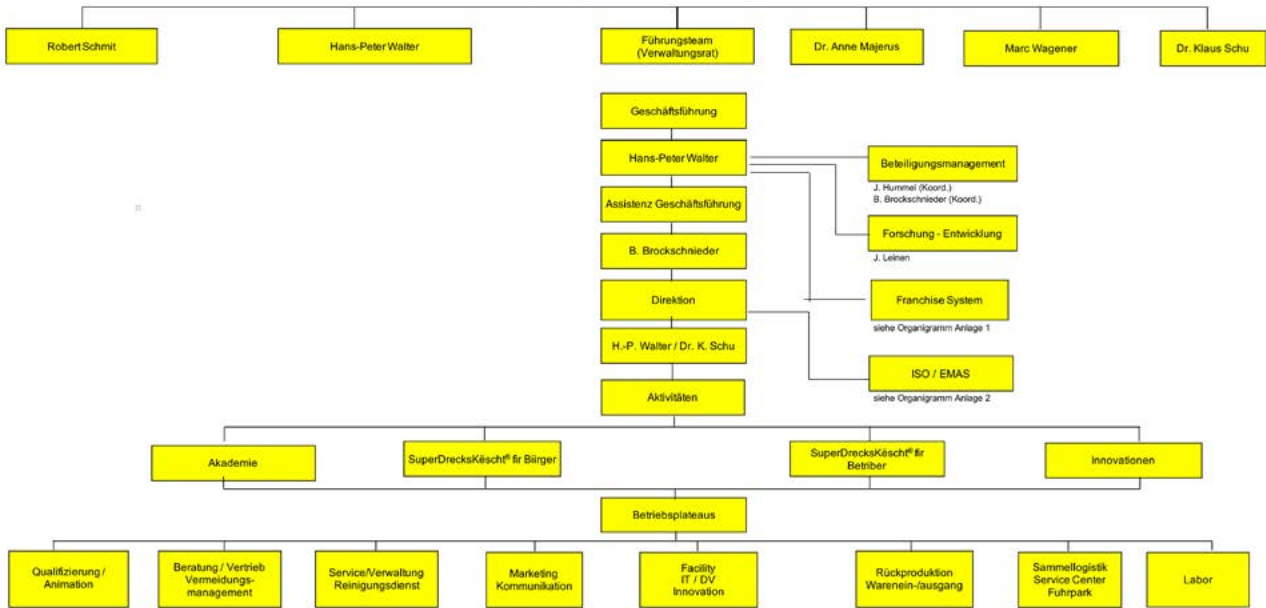 Robert Schmit
Hans-Peter Walter
Führungsteam
(Verwaltungsrat)
Dr. Anne Majerus
Marc Wagener
Dr. Klaus Schu
Geschäftsführung
Hans-Peter Walter
Beteiligungsmanagement
J. Hummel (Koord.)
B. Brockschnieder (Koord.)
Assistenz Geschäftsführung
Forschung - Entwicklung
J. Leinen
B. Brockschnieder
Direktion
Franchise System
siehe Organigramm Anlage 1
H.-P. Walter / Dr. K. Schu
ISO / EMAS
siehe Organigramm Anlage 2
Aktivitäten
Akademie
SuperDrecksKëscht® fir Biirger
SuperDrecksKëscht® fir
Betriber
Innovationen
Betriebsplateaus
Qualifizierung /
Animation
Beratung / Vertrieb
Vermeidungs-
management
Service/Verwaltung
Reinigungsdienst
Marketing
Kommunikation
Facility
IT / DV
Innovation
Rückproduktion
Warenein-/ausgang
Sammellogistik
Service Center
Fuhrpark
Labor